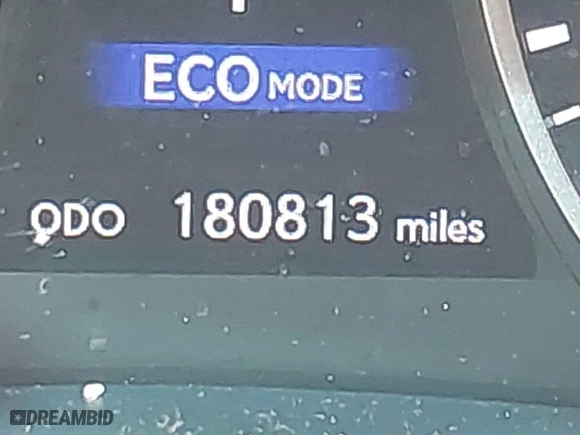 ECO MODE
ODO 180813 miles
DREAMBID